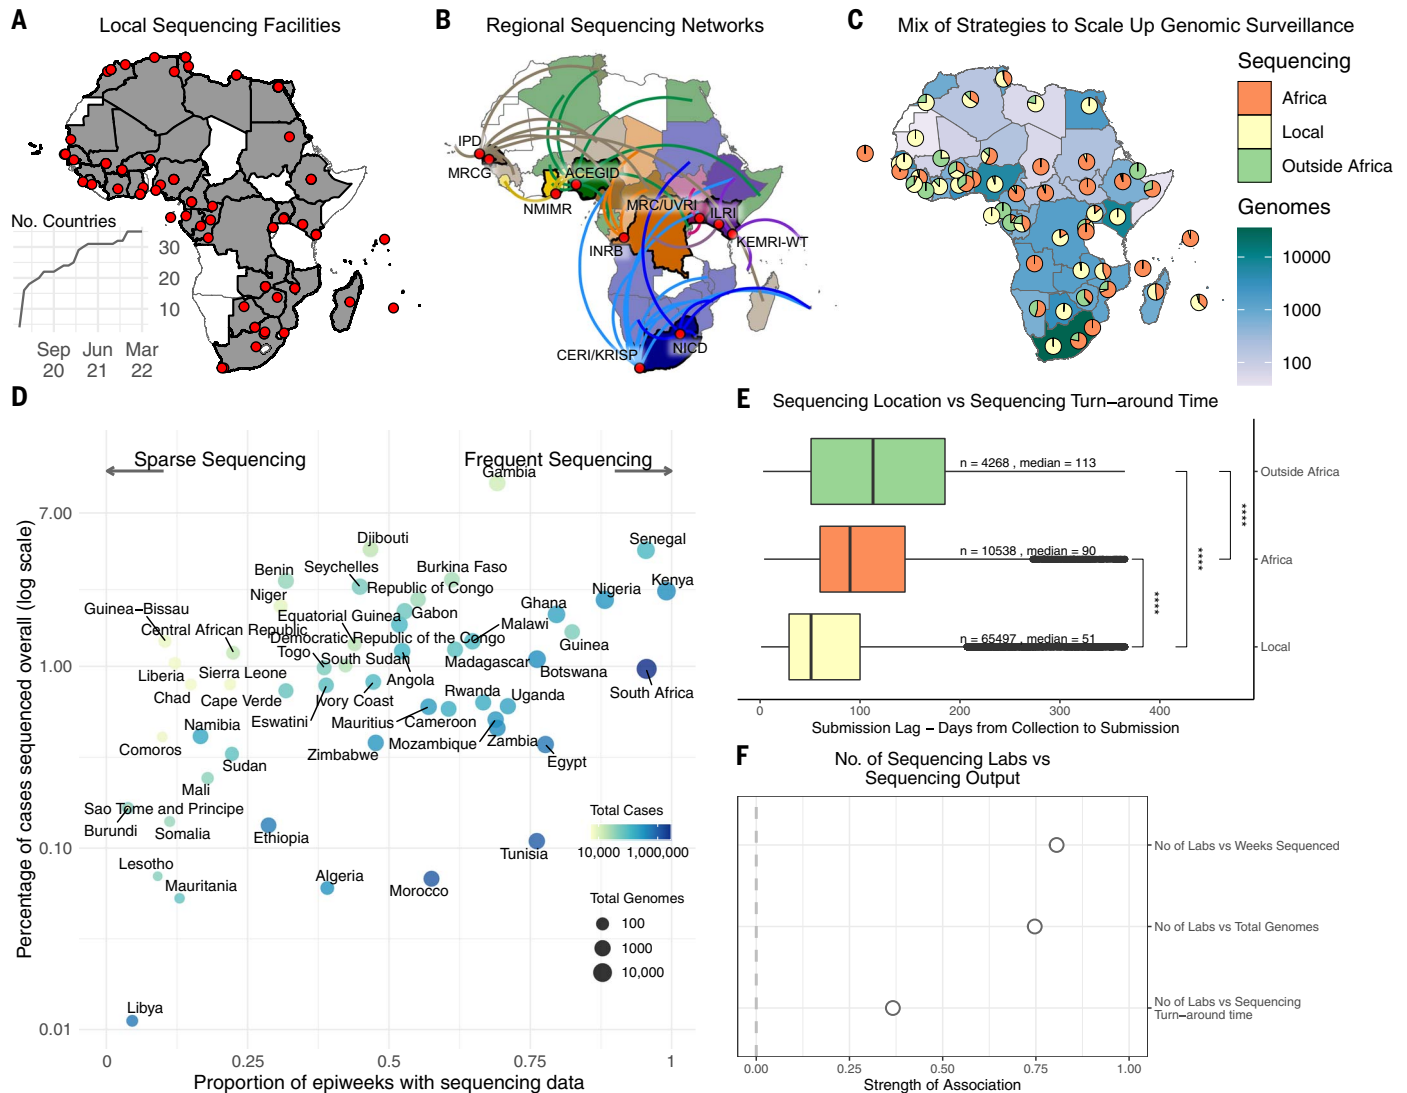 A
Local Sequencing Facilities
No. Countries
30
20
10
Sep
20
Jun
21
Mar
22
B
Regional Sequencing Networks
IPD
MRCG
NMIMR
ACEGID
MRC/UVRI
ILRI
INRB
KEMRI-WT
CERI/KRISP
NICD
C
Mix of Strategies to Scale Up Genomic Surveillance
Sequencing
Africa
Local
Outside Africa
Genomes
10000
1000
100
D
Sparse Sequencing
Frequent Sequencing
Percentage of cases sequenced overall (log scale)
7.00
1.00
0.10
0.01
Gambia
Djibouti
Senegal
Benin
Seychelles
Burkina Faso
Kenya
Niger
Republic of Congo
Nigeria
Guinea−Bissau
Equatorial Guinea
Gabon
Ghana
Malawi
Central African Republic
Democratic Republic of the Congo
Guinea
Togo
South Sudan
Madagascar
Botswana
Liberia
Sierra Leone
Angola
South Africa
Chad
Cape Verde
Ivory Coast
Rwanda
Uganda
Eswatini
Mauritius
Cameroon
Namibia
Mozambique
Zambia
Comoros
Zimbabwe
Egypt
Sudan
Mali
Sao Tome and Principe
Burundi
Somalia
Ethiopia
Tunisia
Lesotho
Mauritania
Algeria
Morocco
Libya
Total Cases
10,000
1,000,000
Total Genomes
100
1000
10,000
0
0.25
0.5
0.75
1
Proportion of epiweeks with sequencing data
E
Sequencing Location vs Sequencing Turn−around Time
n = 4268 , median = 113
Outside Africa
n = 10538 , median = 90
Africa
n = 65497 , median = 51
Local
****
****
****
0
100
200
300
400
Submission Lag − Days from Collection to Submission
F
No. of Sequencing Labs vs
Sequencing Output
No of Labs vs Weeks Sequenced
No of Labs vs Total Genomes
No of Labs vs Sequencing
Turn−around time
0.00
0.25
0.50
0.75
1.00
Strength of Association